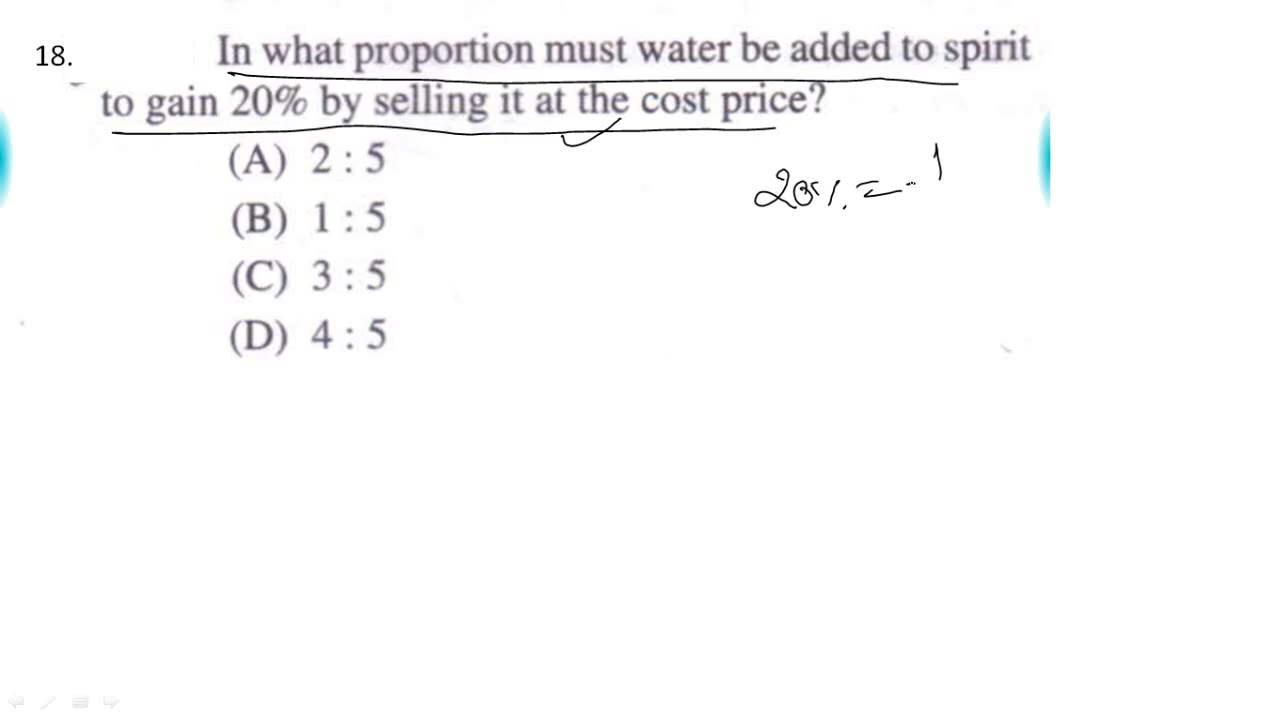 18. In what proportion must water be added to spirit
to gain 20% by selling it at the cost price?
(A) 2 : 5
(B) 1 : 5
(C) 3 : 5
(D) 4 : 5
20% = 1